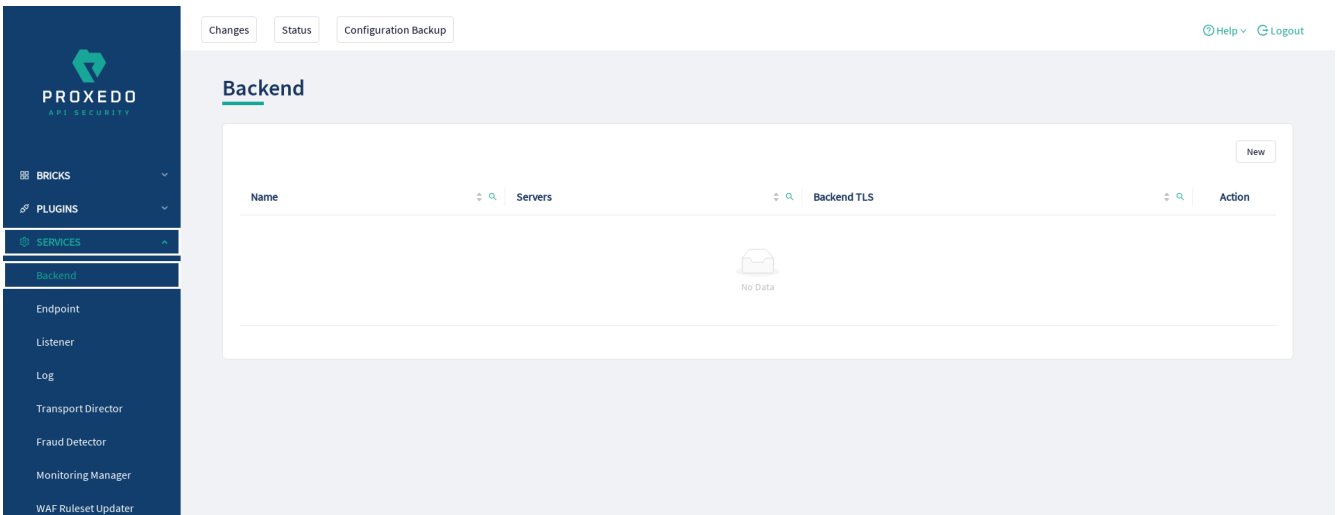 Changes Status Configuration Backup Help Logout
PROXEDO
API SECURITY
Backend
New
BRICKS
PLUGINS
SERVICES
Backend
Endpoint
Listener
Log
Transport Director
Fraud Detector
Monitoring Manager
WAF Ruleset Updater
Name Servers Backend TLS Action
No Data